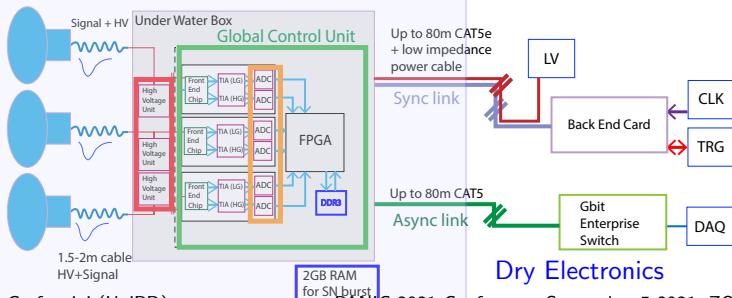 Signal + HV
Under Water Box
Global Control Unit
High
Voltage
Unit
High
Voltage
Unit
High
Voltage
Unit
Front
End
Chip
TIA (LG)
TIA (HG)
ADC
ADC
Front
End
Chip
TIA (LG)
TIA (HG)
ADC
ADC
Front
End
Chip
TIA (LG)
TIA (HG)
ADC
ADC
FPGA
DDR3
1.5-2m cable
HV+Signal
2GB RAM
for SN burst
Up to 80m CAT5e
+ low impedance
power cable
Sync link
LV
Back End Card
CLK
TRG
Up to 80m CAT5
Async link
Gbit
Enterprise
Switch
DAQ
Dry Electronics